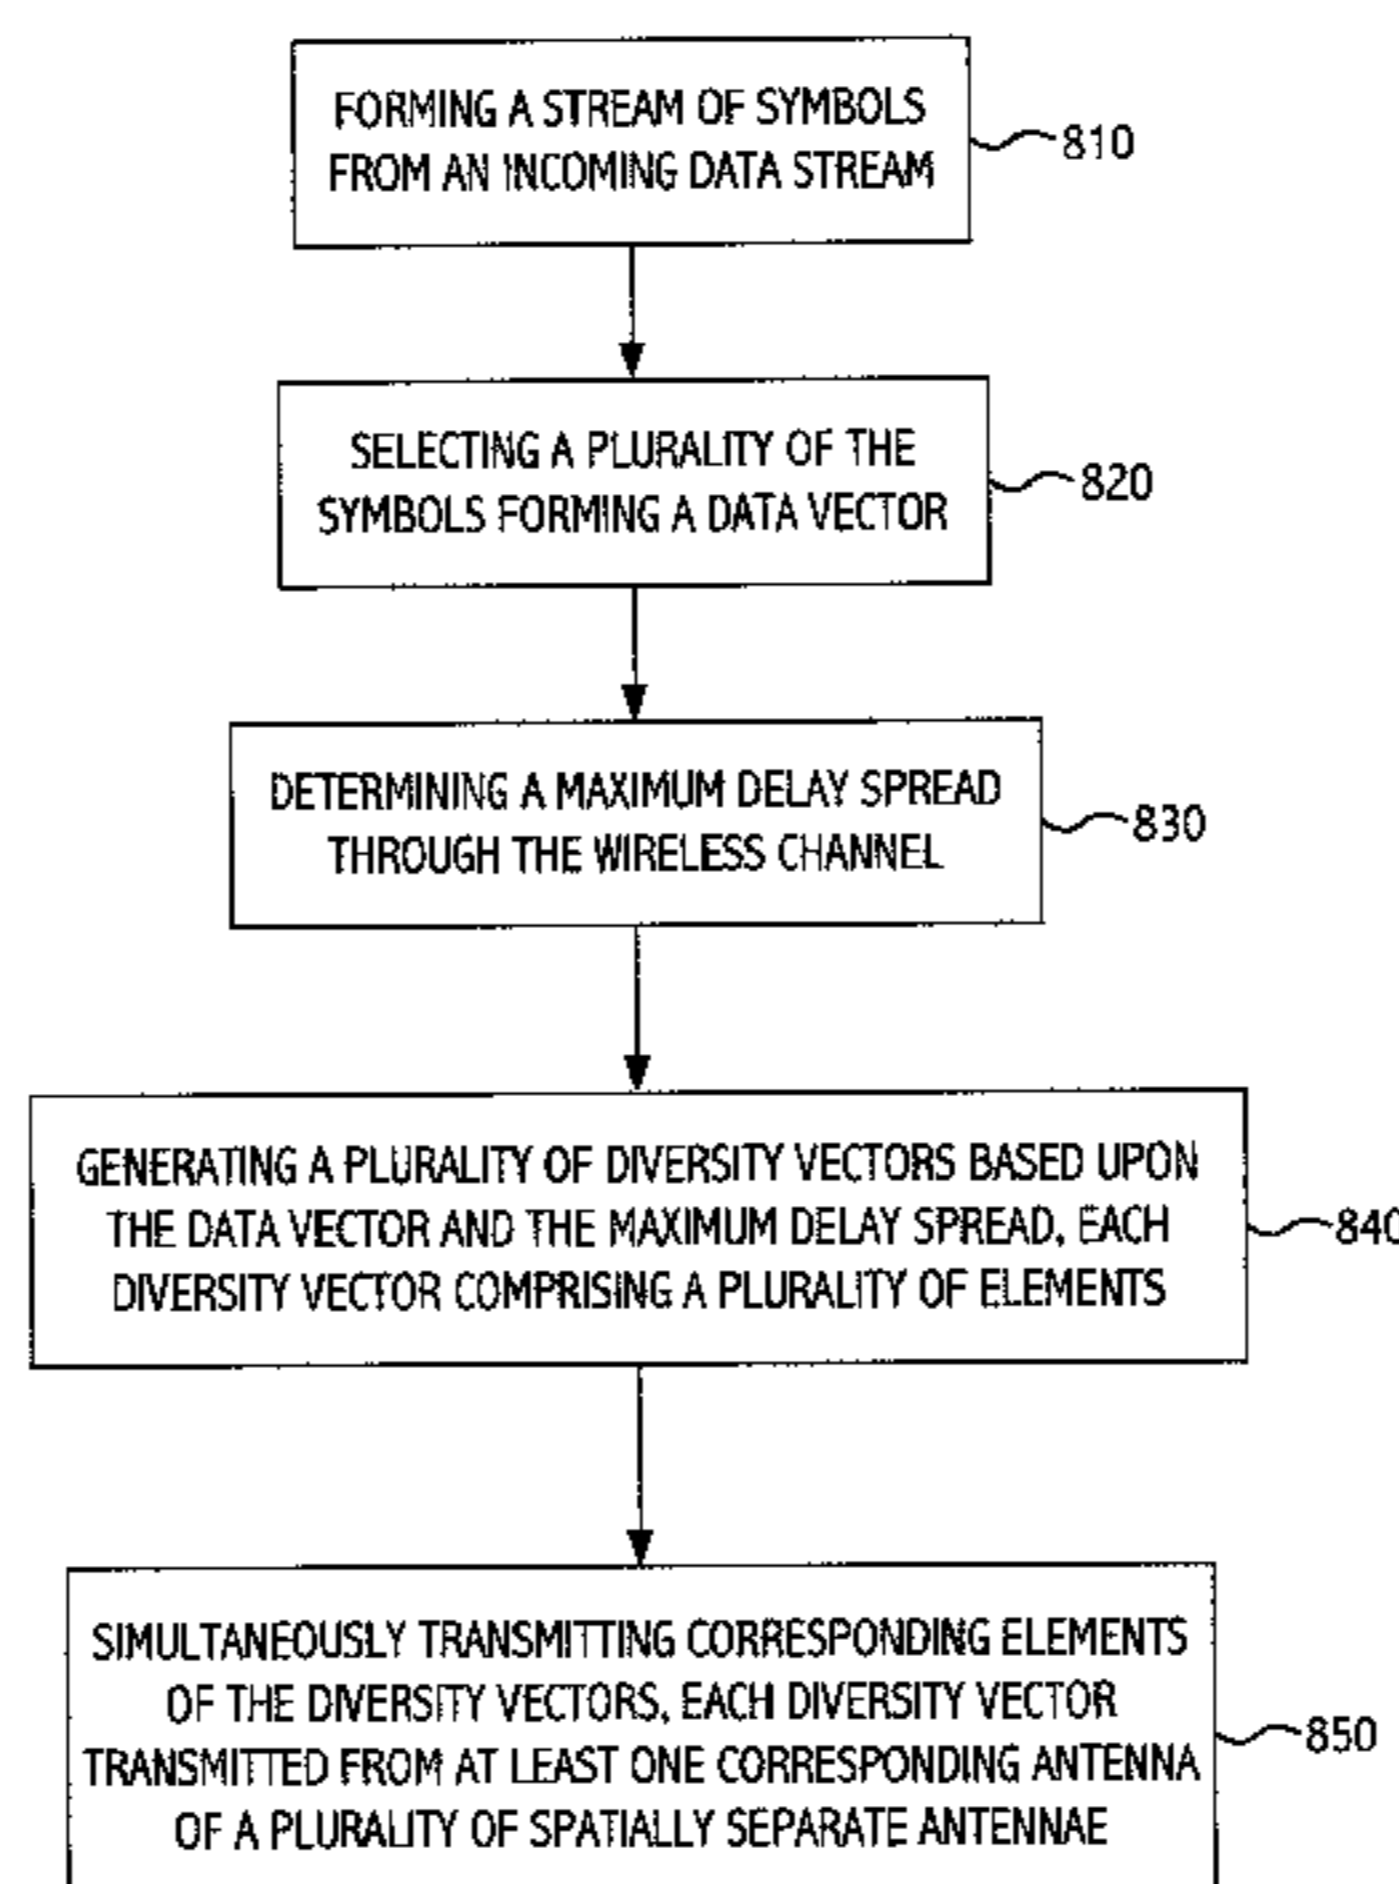 FORMING A STREAM OF SYMBOLS
FROM AN INCOMING DATA STREAM
810
SELECTING A PLURALITY OF THE
SYMBOLS FORMING A DATA VECTOR
820
DETERMINING A MAXIMUM DELAY SPREAD
THROUGH THE WIRELESS CHANNEL
830
GENERATING A PLURALITY OF DIVERSITY VECTORS BASED UPON
THE DATA VECTOR AND THE MAXIMUM DELAY SPREAD, EACH
DIVERSITY VECTOR COMPRISING A PLURALITY OF ELEMENTS
840
SIMULTANEOUSLY TRANSMITTING CORRESPONDING ELEMENTS
OF THE DIVERSITY VECTORS, EACH DIVERSITY VECTOR
TRANSMITTED FROM AT LEAST ONE CORRESPONDING ANTENNA
OF A PLURALITY OF SPATIALLY SEPARATE ANTENNAE
850